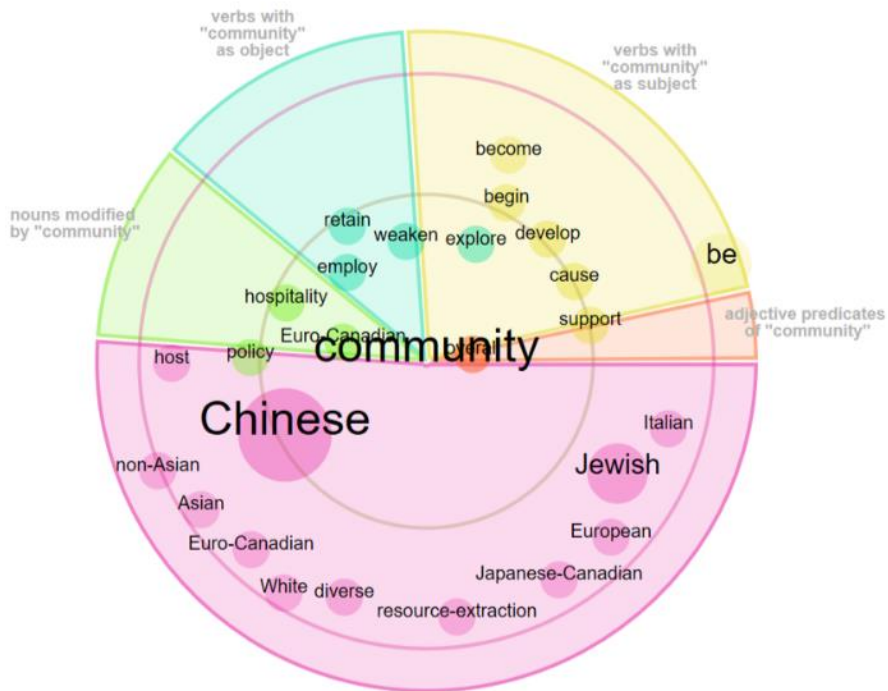 verbs with
"community"
as object
verbs with
"community"
as subject
become
begin
retain
weaken
explore
develop
be
nouns modified
by "community"
employ
cause
hospitality
support
adjective predicates
of "community"
Euro-Canadian
community
overal
host
policy
Chinese
Italian
non-Asian
Jewish
Asian
Euro-Canadian
European
White
diverse
Japanese-Canadian
resource-extraction